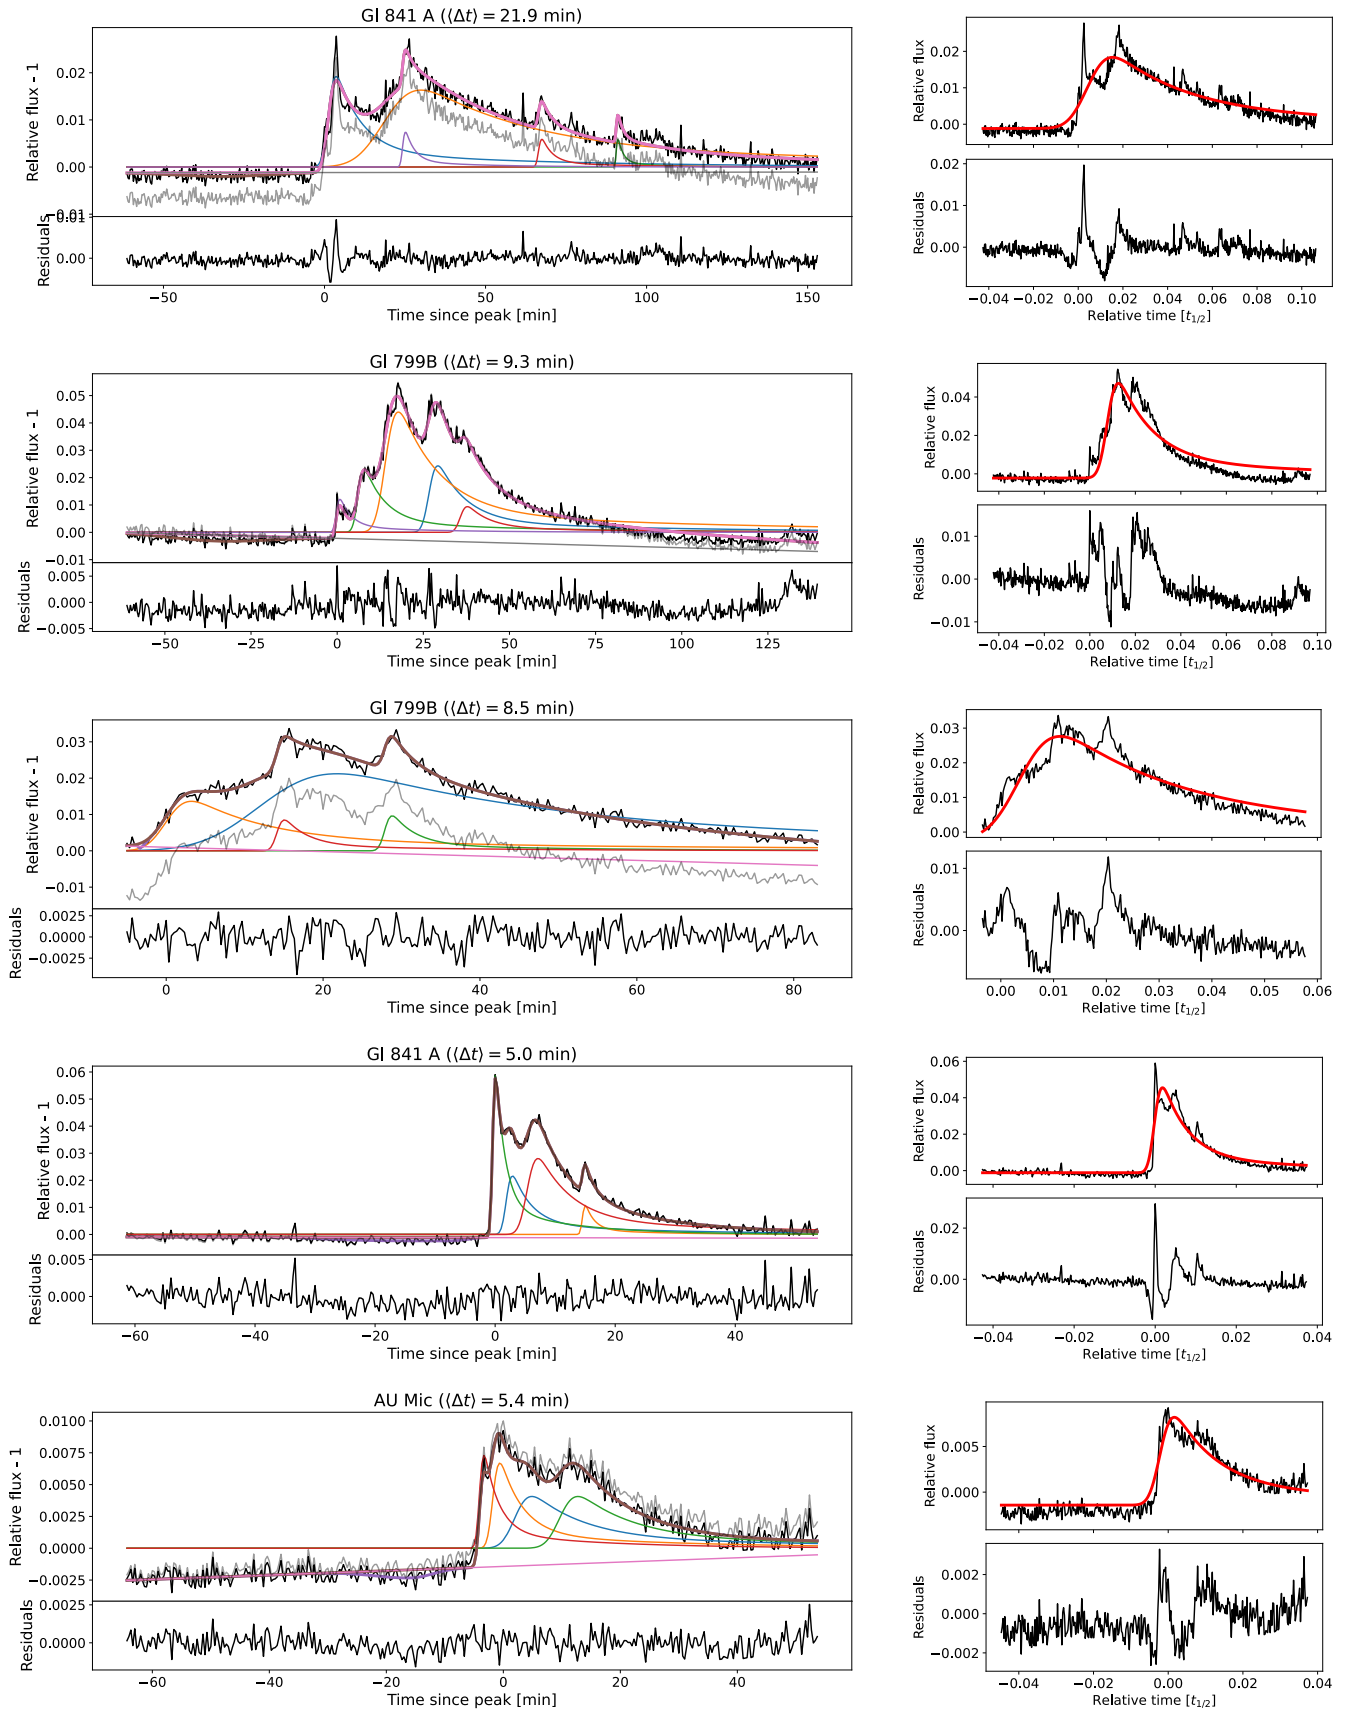 Gl 841 A (⟨Δt⟩ = 21.9 min)
Relative flux - 1
0.02
0.01
0.00
−0.01
Residuals
0.01
0.00
−50 0 50 100 150
Time since peak [min]
Relative flux
0.02
0.01
0.00
Residuals
0.02
0.00
−0.04 −0.02 0.00 0.02 0.04 0.06 0.08 0.10
Relative time [t1/2]
Gl 799B (⟨Δt⟩ = 9.3 min)
Relative flux - 1
0.05
0.04
0.03
0.02
0.01
0.00
−0.01
Residuals
0.005
0.000
−0.005
−50 −25 0 25 50 75 100 125
Time since peak [min]
Relative flux
0.04
0.02
0.00
Residuals
0.01
0.00
−0.01
−0.04 −0.02 0.00 0.02 0.04 0.06 0.08 0.10
Relative time [t1/2]
Gl 799B (⟨Δt⟩ = 8.5 min)
Relative flux - 1
0.03
0.02
0.01
0.00
−0.01
Residuals
0.0025
0.0000
−0.0025
0 20 40 60 80
Time since peak [min]
Relative flux
0.03
0.02
0.01
0.00
Residuals
0.01
0.00
0.00 0.01 0.02 0.03 0.04 0.05 0.06
Relative time [t1/2]
Gl 841 A (⟨Δt⟩ = 5.0 min)
Relative flux - 1
0.06
0.05
0.04
0.03
0.02
0.01
0.00
Residuals
0.005
0.000
−60 −40 −20 0 20 40
Time since peak [min]
Relative flux
0.06
0.04
0.02
0.00
Residuals
0.02
0.00
−0.04 −0.02 0.00 0.02 0.04
Relative time [t1/2]
AU Mic (⟨Δt⟩ = 5.4 min)
Relative flux - 1
0.0100
0.0075
0.0050
0.0025
0.0000
−0.0025
Residuals
0.0025
0.0000
−60 −40 −20 0 20 40
Time since peak [min]
Relative flux
0.005
0.000
Residuals
0.002
0.000
−0.002
−0.04 −0.02 0.00 0.02 0.04
Relative time [t1/2]